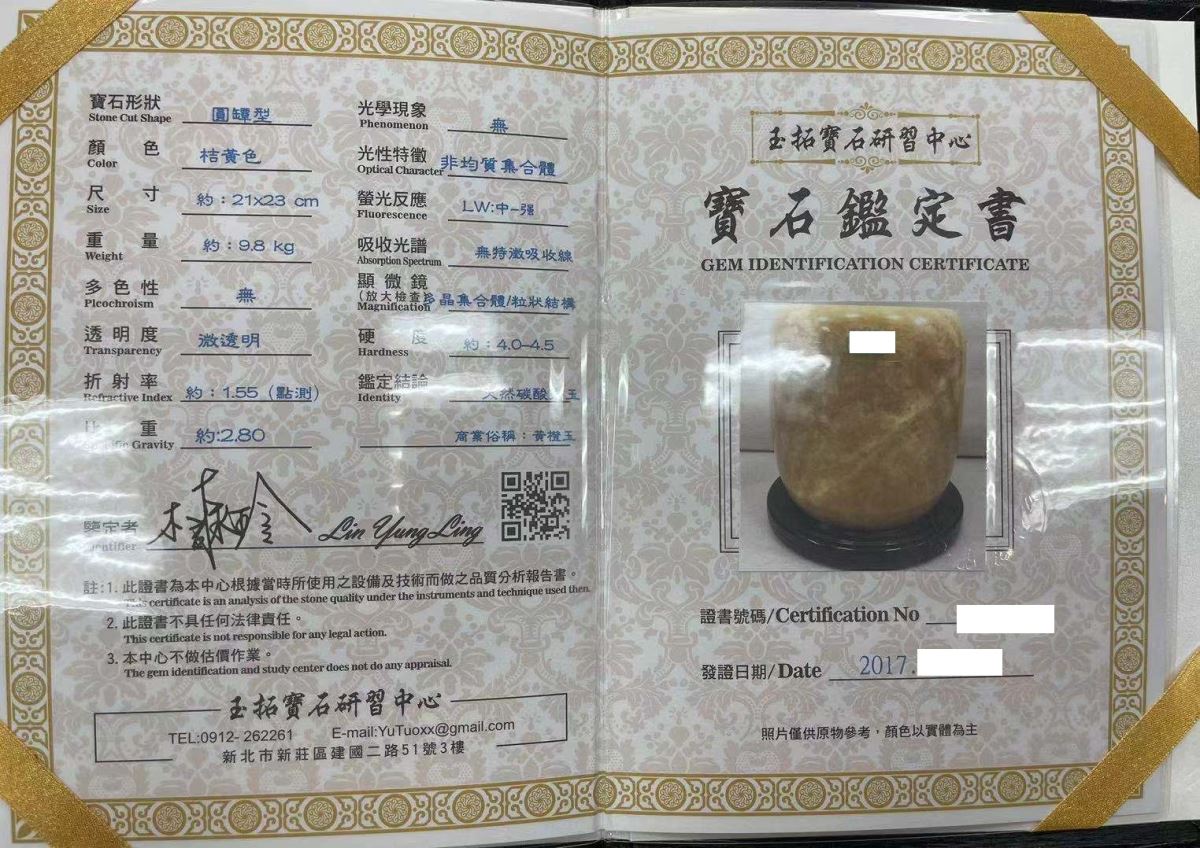 寶石形狀 圓罈型
Stone Cut Shape
顏色 桔黃色
Color
尺寸 約：21x23 cm
Size
重量 約：9.8 kg
Weight
多色性 無
Pleochroism
透明度 微透明
Transparency
折射率 約：1.55（點測）
Refractive Index
比重 約:2.80
Specific Gravity
光學現象 無
Phenomenon
光性特徵 非均質集合體
Optical Character
螢光反應 LW:中-強
Fluorescence
吸收光譜 無特徵吸收線
Absorption Spectrum
顯微鏡
(放大檢查) 多晶集合體/粒狀結構
Magnification
硬度 約：4.0-4.5
Hardness
鑑定結論 天然碳酸 玉
Identity
商業俗稱：黃橙玉
鑒定者 Lin Yung Ling
Identifier
註:1. 此證書為本中心根據當時所使用之設備及技術而做之品質分析報告書。
This certificate is an analysis of the stone quality under the instruments and technique used then.
2. 此證書不具任何法律責任。
This certificate is not responsible for any legal action.
3. 本中心不做估價作業。
The gem identification and study center does not do any appraisal.
玉拓寶石研習中心
TEL:0912- 262261 E-mail:YuTuoxx@gmail.com
新北市新莊區建國二路51號3樓
玉拓寶石研習中心
寶石鑑定書
GEM IDENTIFICATION CERTIFICATE
證書號碼/Certification No
發證日期/Date 2017.
照片僅供原物參考，顏色以實體為主